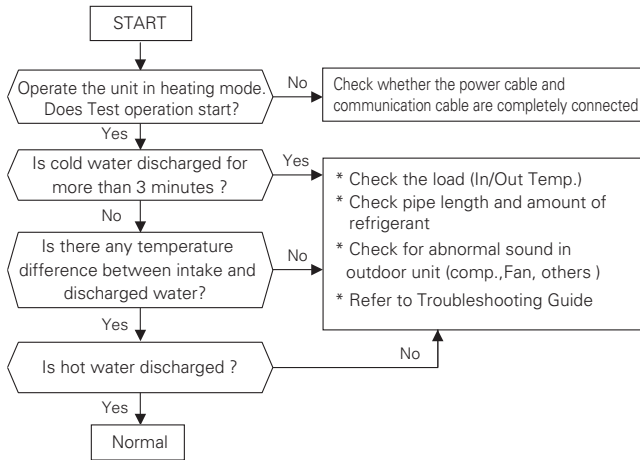 START
Operate the unit in heating mode.
Does Test operation start?
No
Check whether the power cable and
communication cable are completely connected
Yes
Is cold water discharged for
more than 3 minutes ?
Yes
* Check the load (In/Out Temp.)
* Check pipe length and amount of
refrigerant
* Check for abnormal sound in
outdoor unit (comp.,Fan, others )
* Refer to Troubleshooting Guide
No
Is there any temperature
difference between intake and
discharged water?
No
Yes
Is hot water discharged ?
No
Yes
Normal